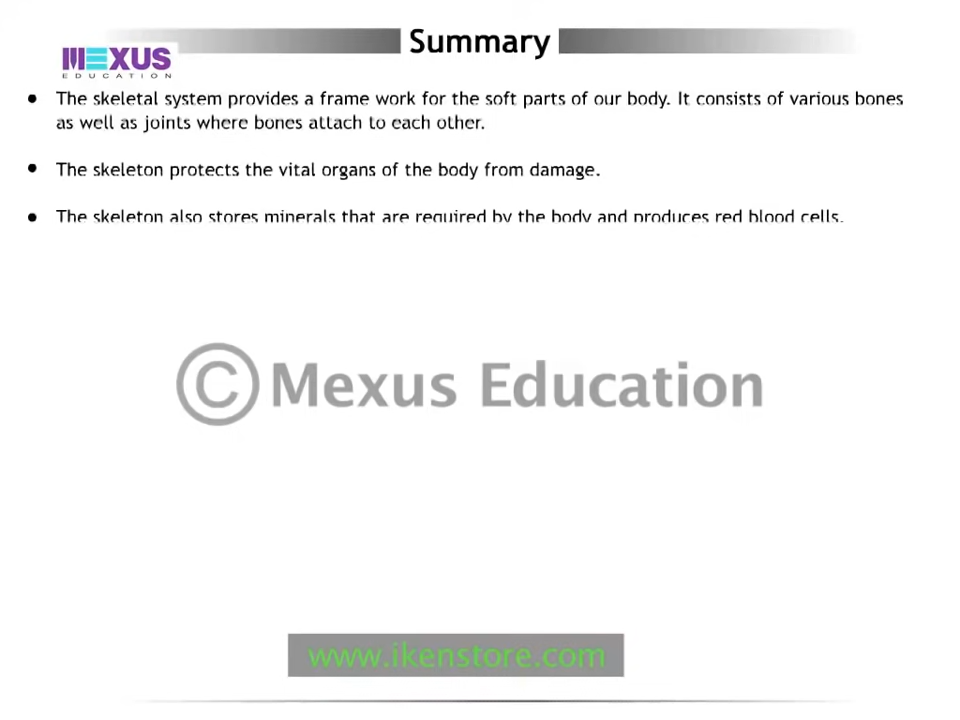 Summary
MEXUS
EDUCATION
• The skeletal system provides a frame work for the soft parts of our body. It consists of various bones
as well as joints where bones attach to each other.
• The skeleton protects the vital organs of the body from damage.
• The skeleton also stores minerals that are required by the body and produces red blood cells.
© Mexus Education
www.ikenstore.com